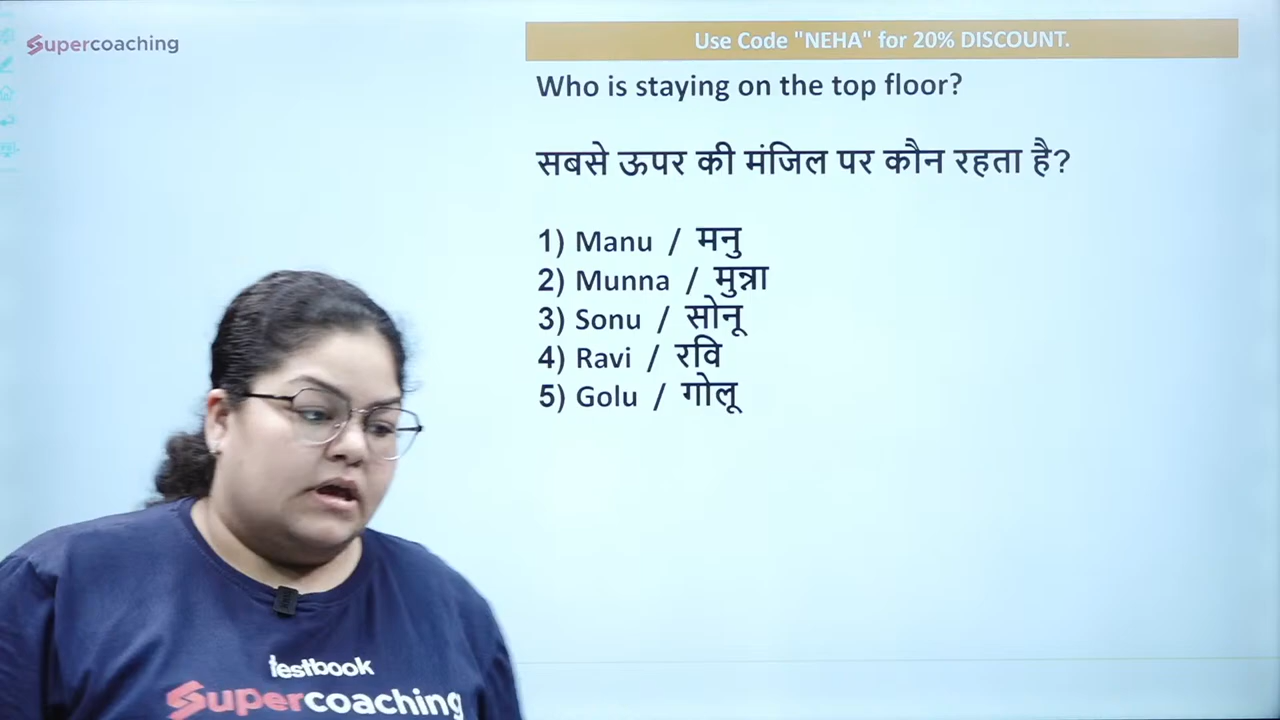 Supercoaching
Use Code "NEHA" for 20% DISCOUNT.
Who is staying on the top floor?
सबसे ऊपर की मंजिल पर कौन रहता है?
1) Manu / मनु
2) Munna / मुन्ना
3) Sonu / सोनू
4) Ravi / रवि
5) Golu / गोलू
testbook
Supercoaching